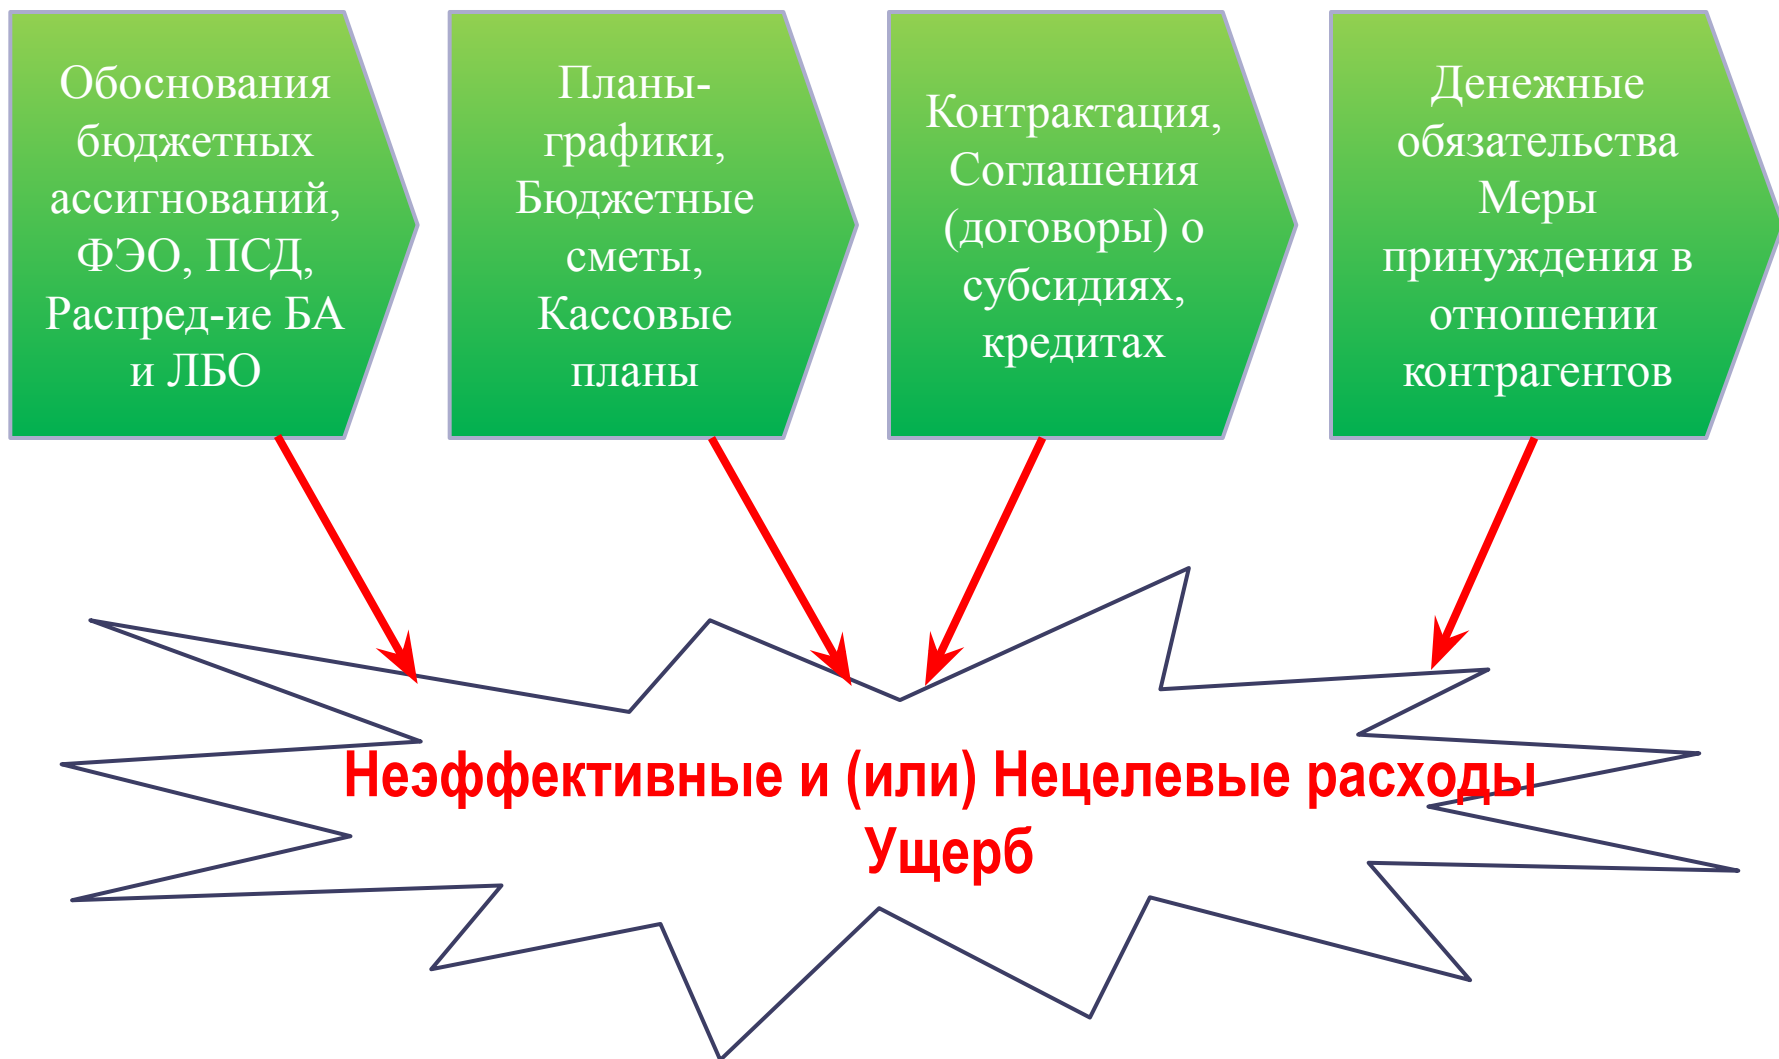 Обоснования
бюджетных
ассигнований,
ФЭО, ПСД,
Распред-ие БА
и ЛБО
Планы-
графики,
Бюджетные
сметы,
Кассовые
планы
Контрактация,
Соглашения
(договоры) о
субсидиях,
кредитах
Денежные
обязательства
Меры
принуждения в
отношении
контрагентов
Неэффективные и (или) Нецелевые расходы
Ущерб